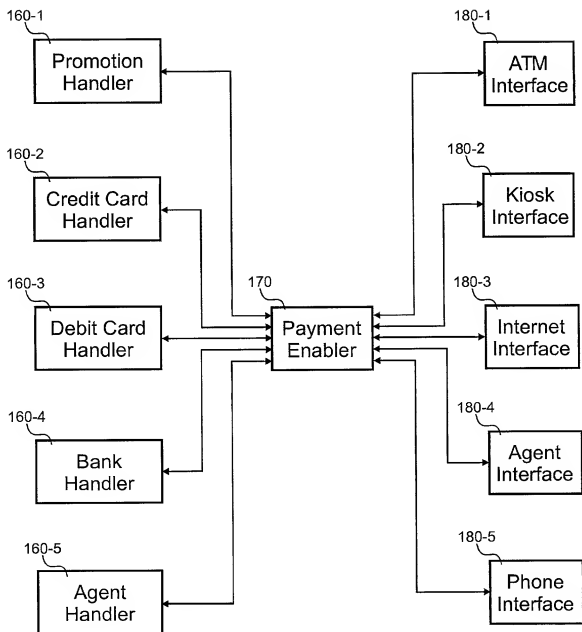 160-1
Promotion
Handler
160-2
Credit Card
Handler
160-3
Debit Card
Handler
160-4
Bank
Handler
160-5
Agent
Handler
170
Payment
Enabler
180-1
ATM
Interface
180-2
Kiosk
Interface
180-3
Internet
Interface
180-4
Agent
Interface
180-5
Phone
Interface